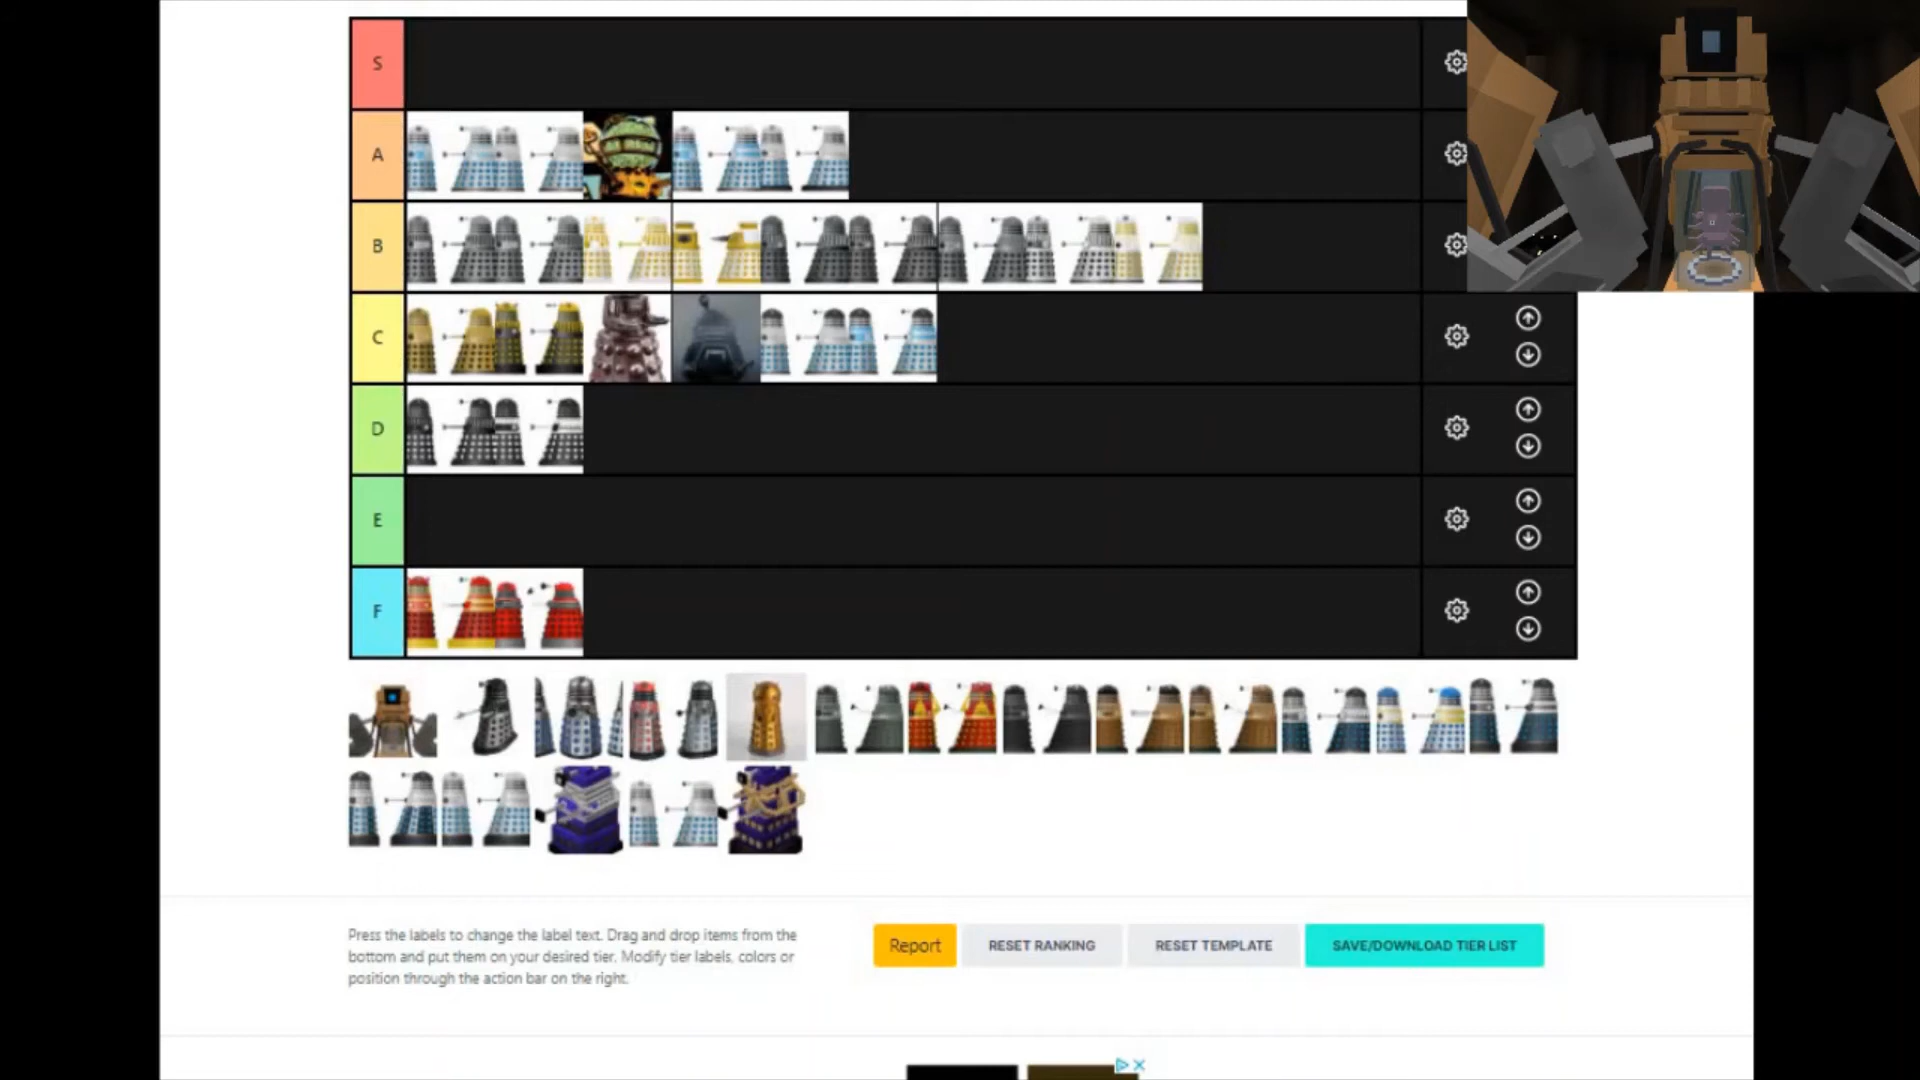 S
A
B
C
D
E
F
Press the labels to change the label text. Drag and drop items from the
bottom and put them on your desired tier. Modify tier labels, colors or
position through the action bar on the right.
Report
RESET RANKING
RESET TEMPLATE
SAVE/DOWNLOAD TIER LIST